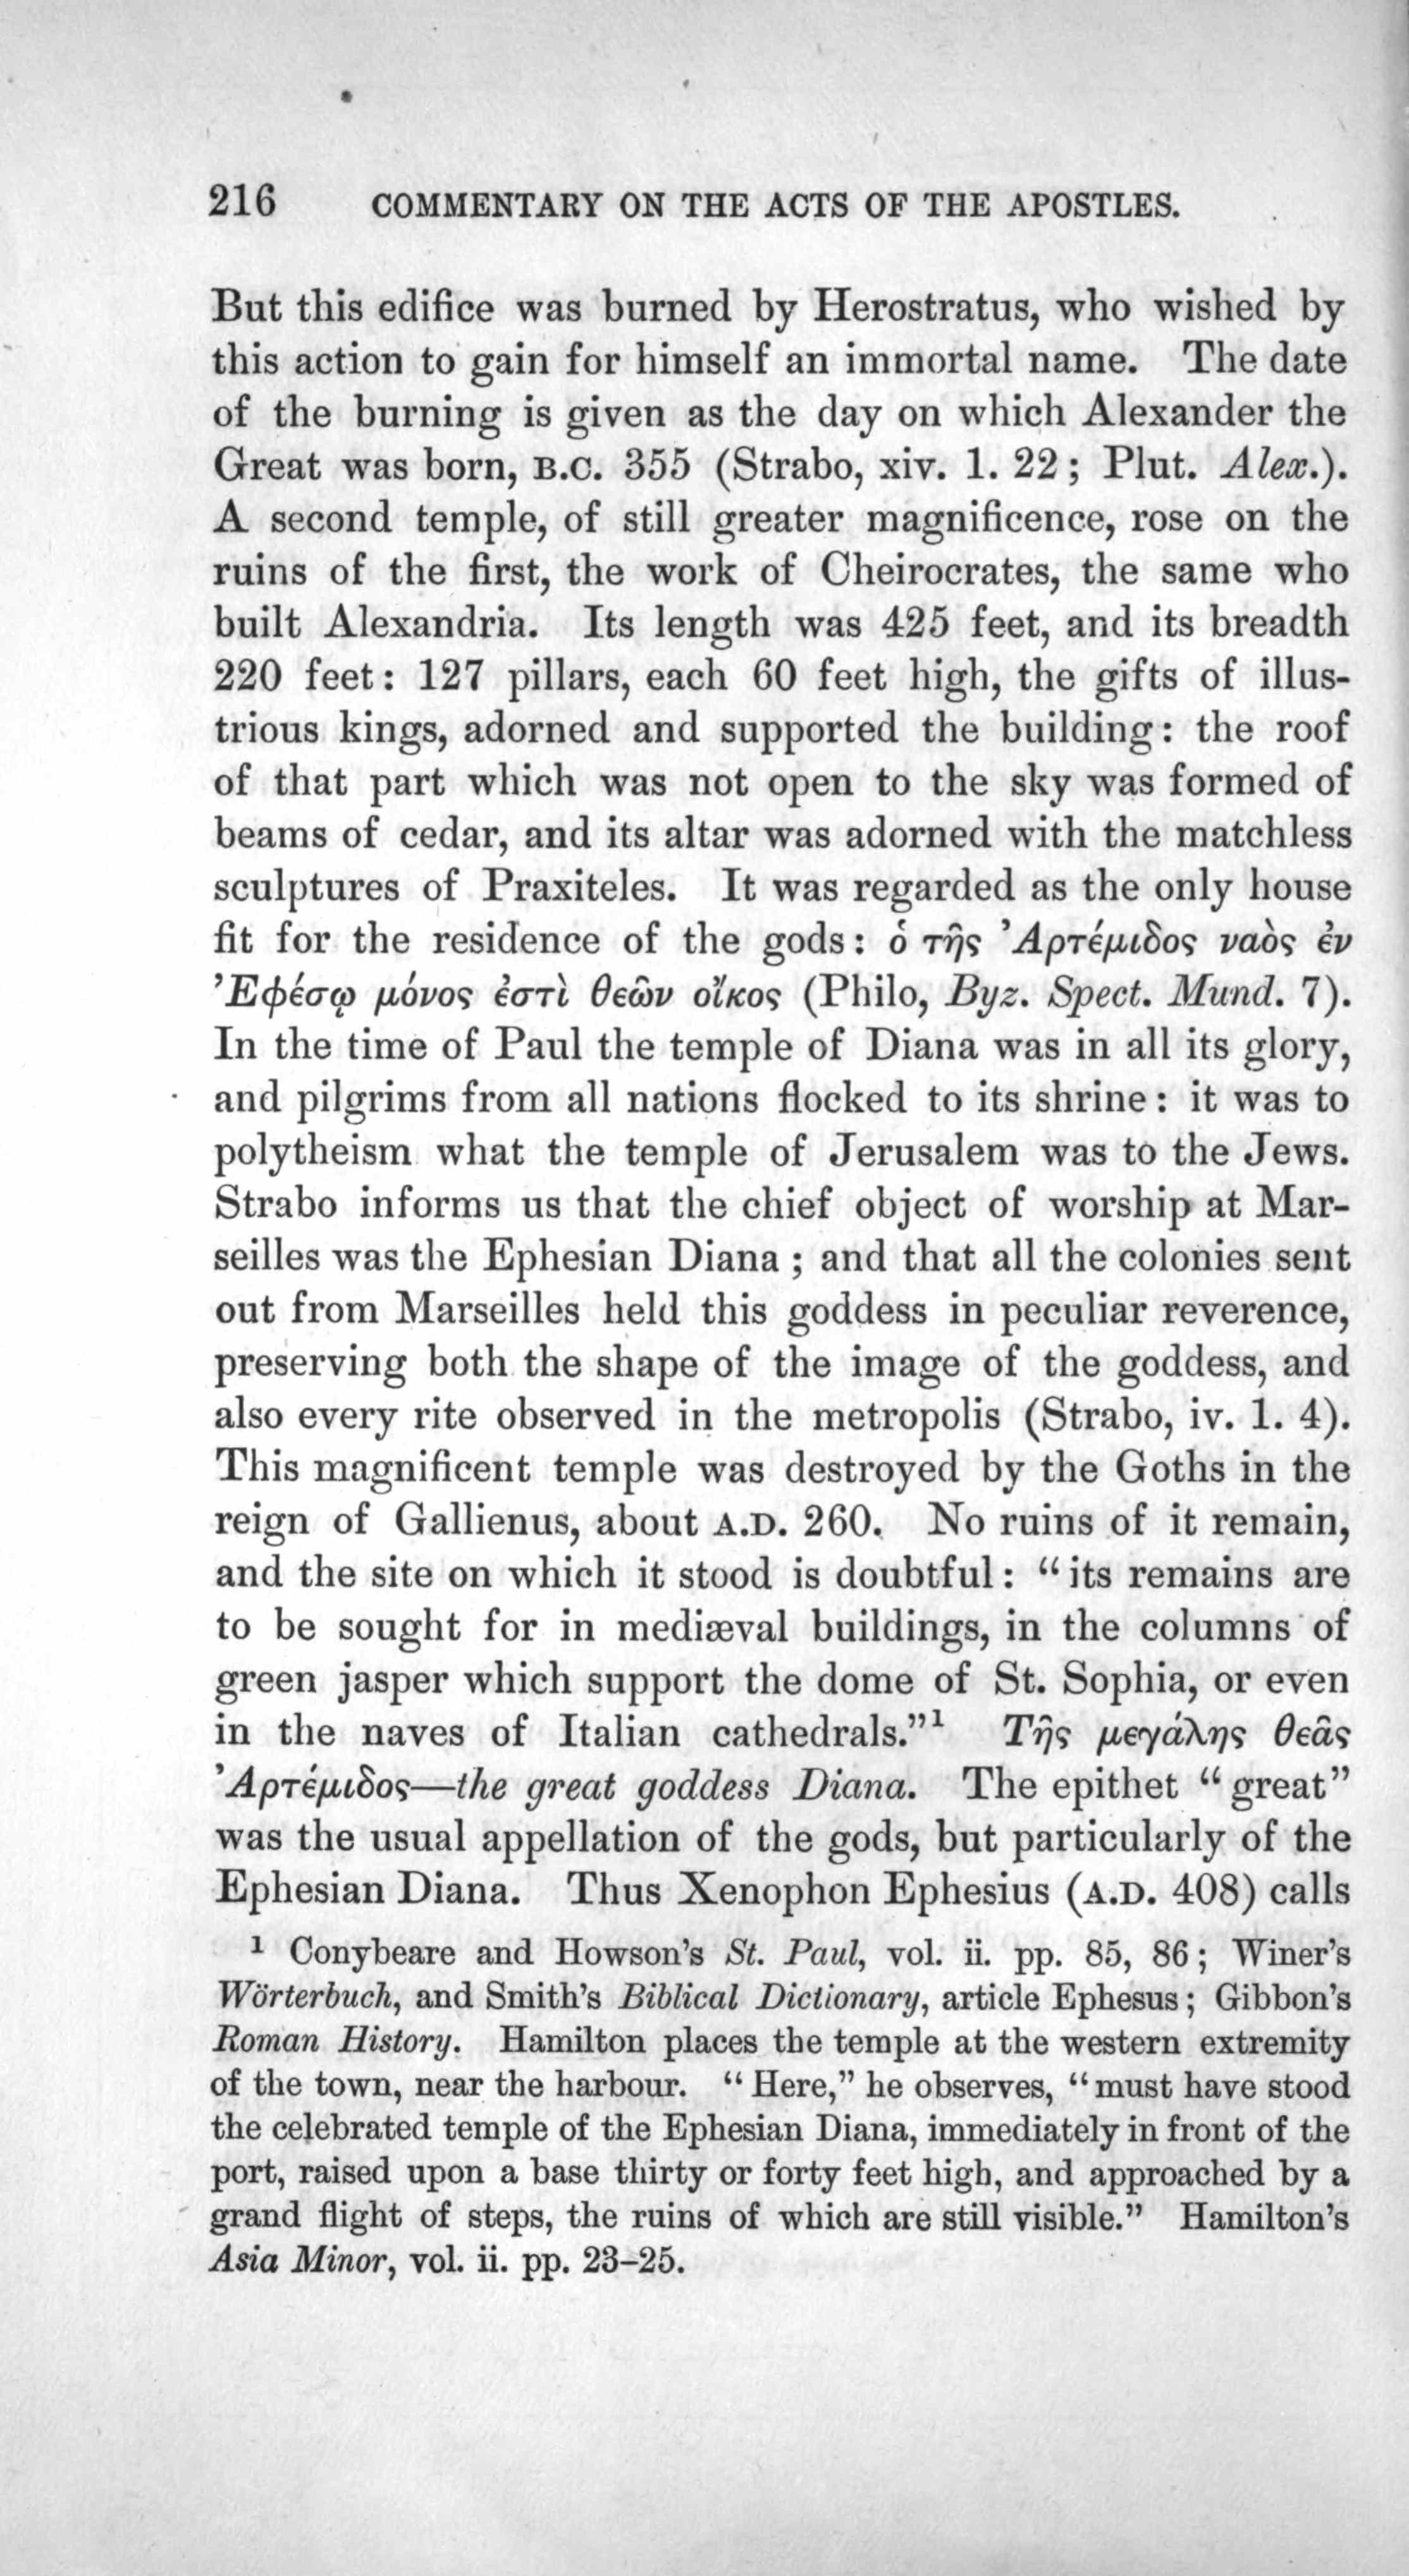 216 COMMENTARY ON THE ACTS OF THE APOSTLES.
But this edifice was burned by Herostratus, who wished by
this action to gain for himself an immortal name. The date
of the burning is given as the day on which Alexander the
Great was born, B.C. 355 (Strabo, xiv. 1. 22; Plut. Alex.).
A second temple, of still greater magnificence, rose on the
ruins of the first, the work of Cheirocrates, the same who
built Alexandria. Its length was 425 feet, and its breadth
220 feet: 127 pillars, each 60 feet high, the gifts of illus-
trious kings, adorned and supported the building: the roof
of that part which was not open to the sky was formed of
beams of cedar, and its altar was adorned with the matchless
sculptures of Praxiteles. It was regarded as the only house
fit for the residence of the gods: ὁ τῆς Ἀρτέμιδος ναὸς ἐν
Ἐφέσῳ μόνος ἐστὶ θεῶν οἶκος (Philo, Byz. Spect. Mund. 7).
In the time of Paul the temple of Diana was in all its glory,
and pilgrims from all nations flocked to its shrine: it was to
polytheism what the temple of Jerusalem was to the Jews.
Strabo informs us that the chief object of worship at Mar-
seilles was the Ephesian Diana; and that all the colonies sent
out from Marseilles held this goddess in peculiar reverence,
preserving both the shape of the image of the goddess, and
also every rite observed in the metropolis (Strabo, iv. 1. 4).
This magnificent temple was destroyed by the Goths in the
reign of Gallienus, about A.D. 260. No ruins of it remain,
and the site on which it stood is doubtful: “its remains are
to be sought for in mediæval buildings, in the columns of
green jasper which support the dome of St. Sophia, or even
in the naves of Italian cathedrals.”¹ Τῆς μεγάλης θεᾶς
Ἀρτέμιδος—the great goddess Diana. The epithet “great”
was the usual appellation of the gods, but particularly of the
Ephesian Diana. Thus Xenophon Ephesius (A.D. 408) calls
¹ Conybeare and Howson's St. Paul, vol. ii. pp. 85, 86; Winer's
Wörterbuch, and Smith's Biblical Dictionary, article Ephesus; Gibbon's
Roman History. Hamilton places the temple at the western extremity
of the town, near the harbour. “Here,” he observes, “must have stood
the celebrated temple of the Ephesian Diana, immediately in front of the
port, raised upon a base thirty or forty feet high, and approached by a
grand flight of steps, the ruins of which are still visible.” Hamilton's
Asia Minor, vol. ii. pp. 23–25.